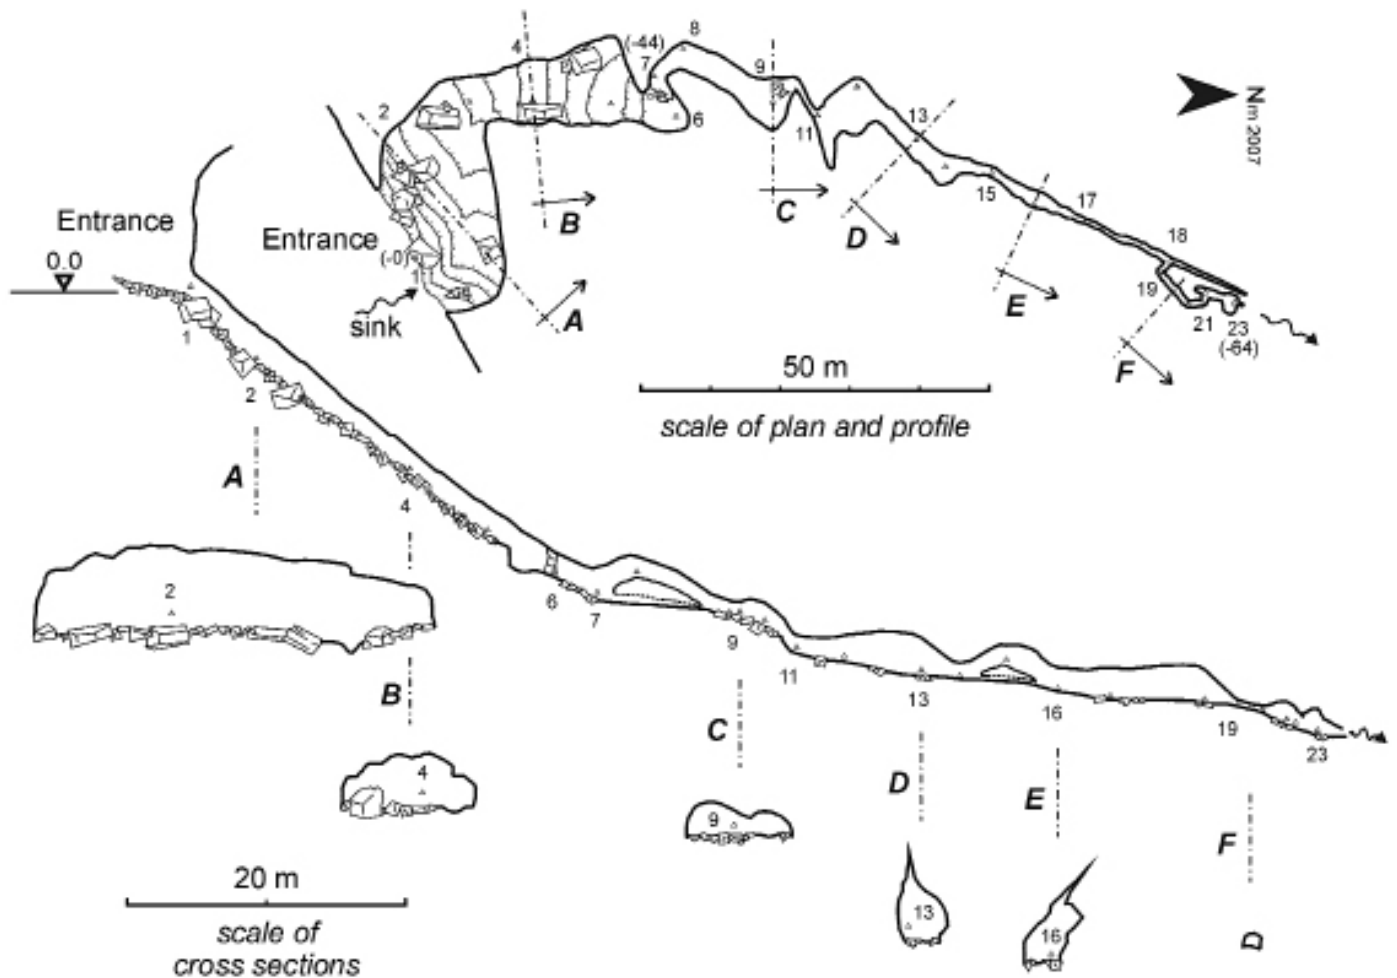 4
8
(-44)
7
9
2
6
11
13
N m 2007
Entrance
Entrance
0.0
(-0)
1
sink
B
A
C
D
15
17
18
E
19
21
23
(-64)
F
50 m
scale of plan and profile
1
2
A
4
6
7
9
11
13
16
19
23
2
B
4
C
9
D
13
E
16
F
20 m
scale of
cross sections